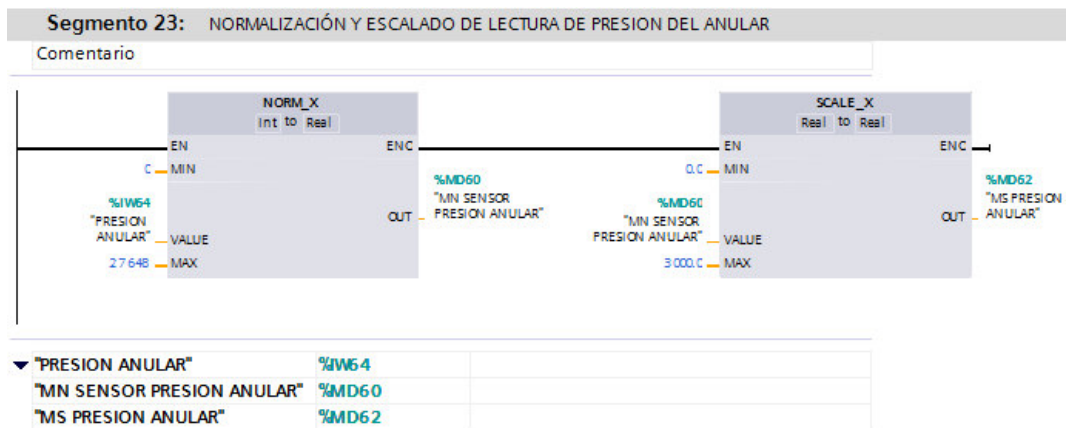 Segmento 23: NORMALIZACIÓN Y ESCALADO DE LECTURA DE PRESION DEL ANULAR
Comentario
NORM_X
Int to Real
EN ENO
0 MIN
%IW64
"PRESION
ANULAR" VALUE
27648 MAX
OUT
%MD60
"MN SENSOR
PRESION ANULAR"
SCALE_X
Real to Real
EN ENO
0.0 MIN
%MD60
"MN SENSOR
PRESION ANULAR" VALUE
3000.0 MAX
OUT
%MD62
"MS PRESION
ANULAR"
"PRESION ANULAR" %IW64
"MN SENSOR PRESION ANULAR" %MD60
"MS PRESION ANULAR" %MD62